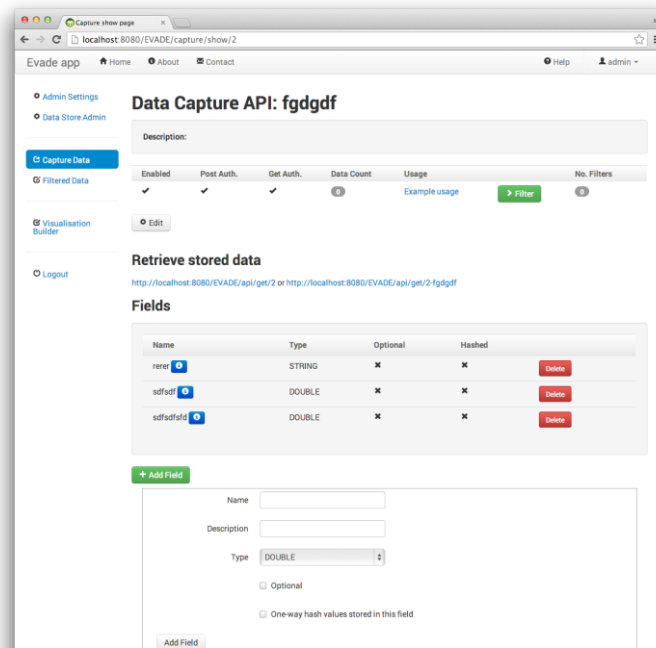 Capture show page
localhost:8080/EVADE/capture/show/2
Evade app Home About Contact Help admin
Admin Settings
Data Store Admin
Capture Data
Filtered Data
Visualisation
Builder
Logout
Data Capture API: fgdgdf
Description:
Enabled Post Auth. Get Auth. Data Count Usage No. Filters
0 Example usage Filter 0
Edit
Retrieve stored data
http://localhost:8080/EVADE/api/get/2 or http://localhost:8080/EVADE/api/get/2-fgdgdf
Fields
Name Type Optional Hashed
rerer STRING Delete
sdfsdf DOUBLE Delete
sdfsdfsfd DOUBLE Delete
+ Add Field
Name
Description
Type DOUBLE
Optional
One-way hash values stored in this field
Add Field